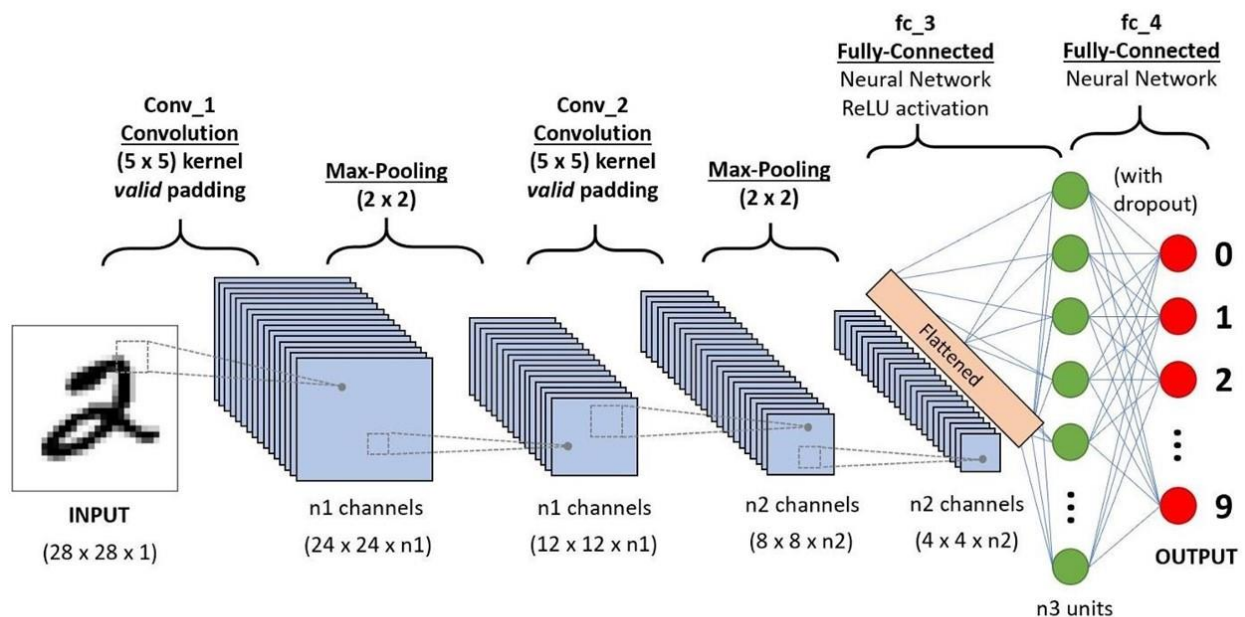 fc_3
Fully-Connected
Neural Network
ReLU activation
fc_4
Fully-Connected
Neural Network
Conv_1
Convolution
(5 x 5) kernel
valid padding
Max-Pooling
(2 x 2)
Conv_2
Convolution
(5 x 5) kernel
valid padding
Max-Pooling
(2 x 2)
(with
dropout)
Flattened
0
1
2
9
INPUT
(28 x 28 x 1)
n1 channels
(24 x 24 x n1)
n1 channels
(12 x 12 x n1)
n2 channels
(8 x 8 x n2)
n2 channels
(4 x 4 x n2)
OUTPUT
n3 units